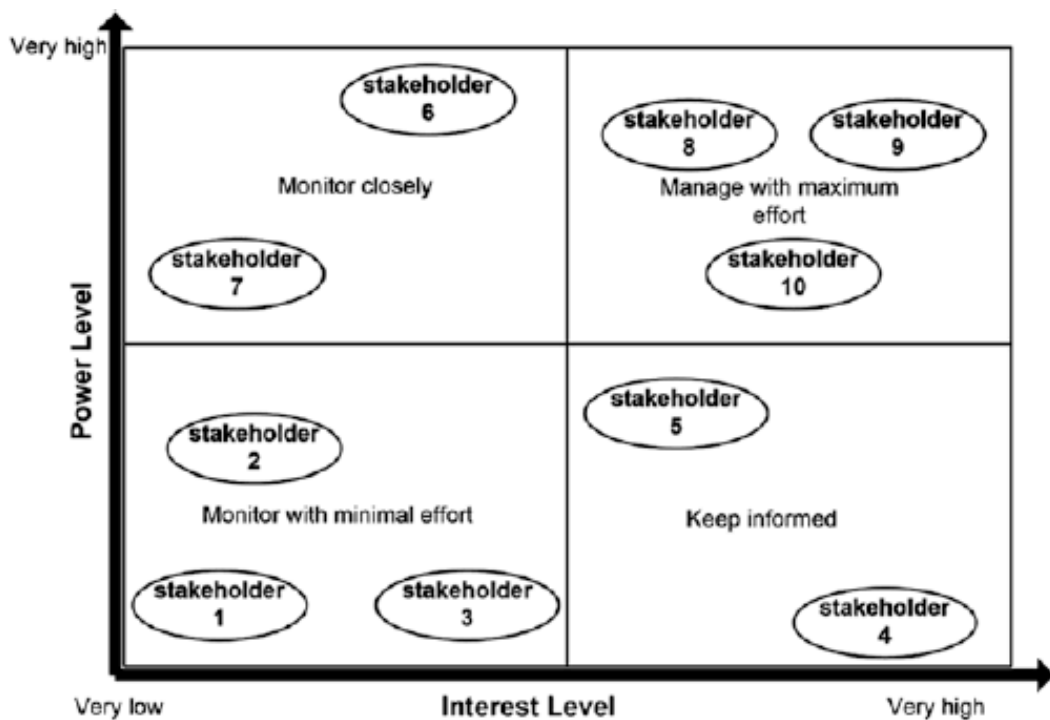 Very high
stakeholder
6
stakeholder
8
stakeholder
9
Monitor closely
Manage with maximum
effort
stakeholder
7
stakeholder
10
Power Level
stakeholder
5
stakeholder
2
Monitor with minimal effort
Keep informed
stakeholder
1
stakeholder
3
stakeholder
4
Very low
Interest Level
Very high